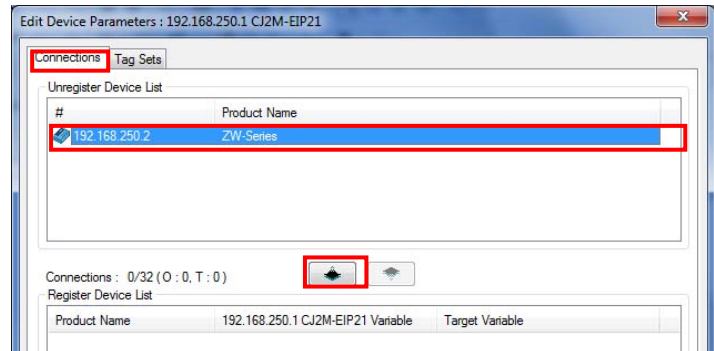 Edit Device Parameters : 192.168.250.1 CJ2M-EIP21
Connections Tag Sets
Unregister Device List
# Product Name
192.168.250.2 ZW-Series
Connections : 0/32 ( O : 0, T : 0 )
Register Device List
Product Name 192.168.250.1 CJ2M-EIP21 Variable Target Variable